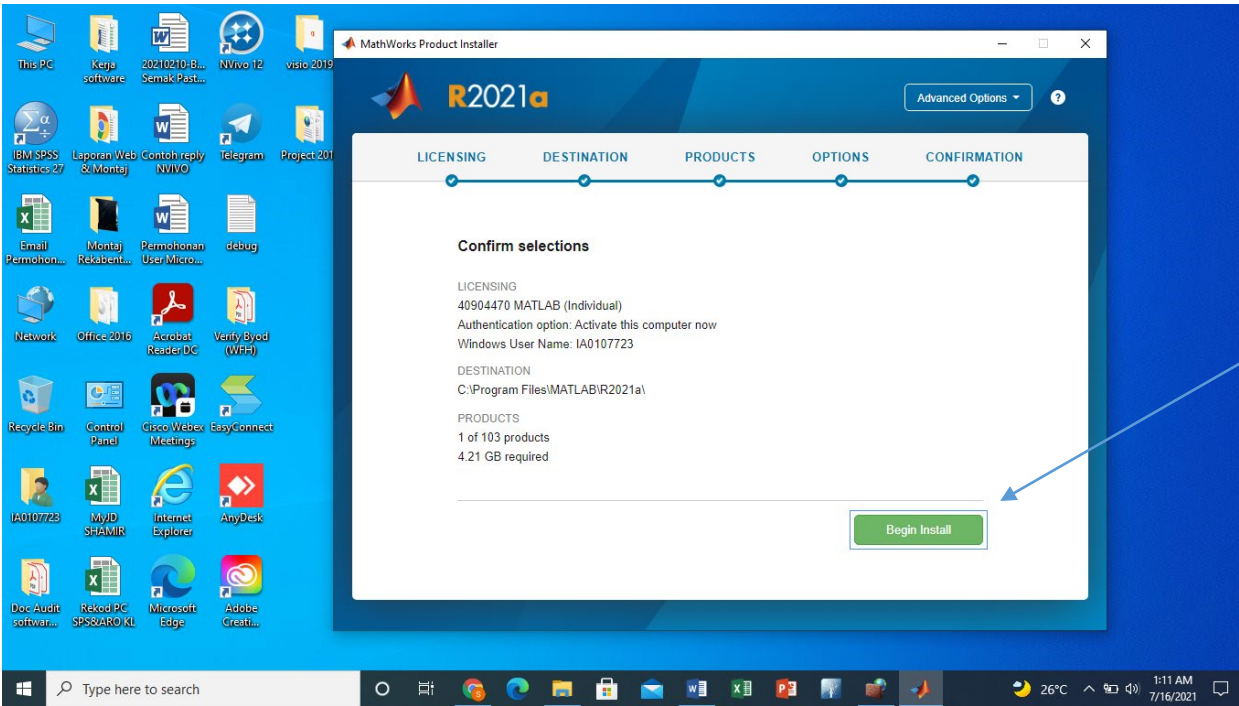 This PC
Kerja
software
20210210-B...
Semak Past...
NVivo 12
visio 2019
IBM SPSS
Statistics 27
Laporan Web
& Montaj
Contoh reply
NVIVO
Telegram
Project 201
Email
Permohon...
Montaj
Rekabent...
Permohonan
User Micro...
debug
Network
Office 2016
Acrobat
Reader DC
Verify Byod
(WFH)
Recycle Bin
Control
Panel
Cisco Webex
Meetings
EasyConnect
IA0107723
MyJD
SHAMIR
Internet
Explorer
AnyDesk
Doc Audit
softwar...
Rekod PC
SPS&ARO KL
Microsoft
Edge
Adobe
Creati...
MathWorks Product Installer
R2021a
Advanced Options
?
LICENSING
DESTINATION
PRODUCTS
OPTIONS
CONFIRMATION
Confirm selections
LICENSING
40904470 MATLAB (Individual)
Authentication option: Activate this computer now
Windows User Name: IA0107723
DESTINATION
C:\Program Files\MATLAB\R2021a\
PRODUCTS
1 of 103 products
4.21 GB required
Begin Install
Type here to search
26°C
1:11 AM
7/16/2021